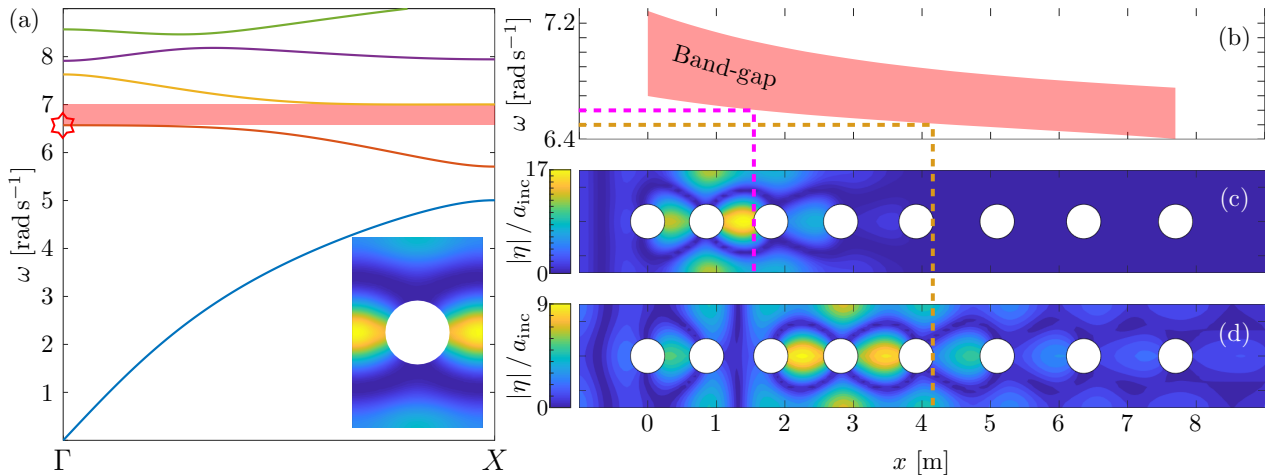 (a)
8
7
6
5
4
3
2
1
0
ω [rad s⁻¹]
Γ
X
(b)
7.2
6.4
ω [rad s⁻¹]
Band-gap
(c)
17
0
|η| / a_inc
(d)
9
0
|η| / a_inc
0 1 2 3 4 5 6 7 8
x [m]